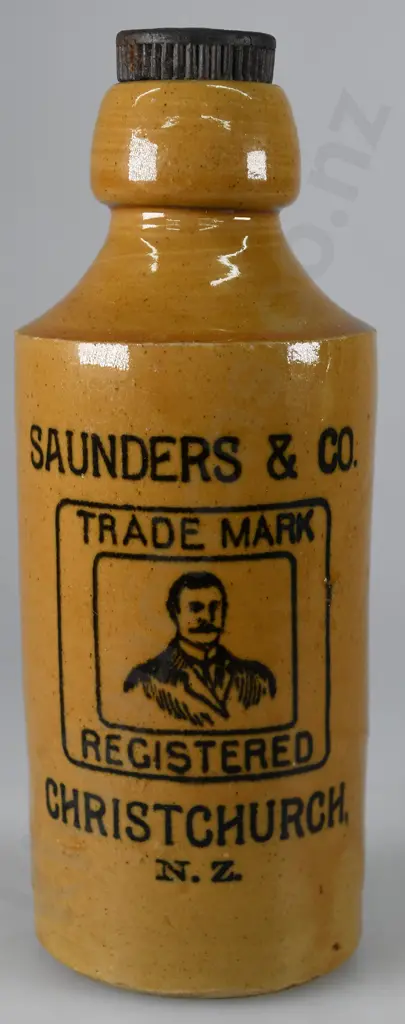 SAUNDERS & CO.
TRADE MARK
REGISTERED
CHRISTCHURCH,
N. Z.